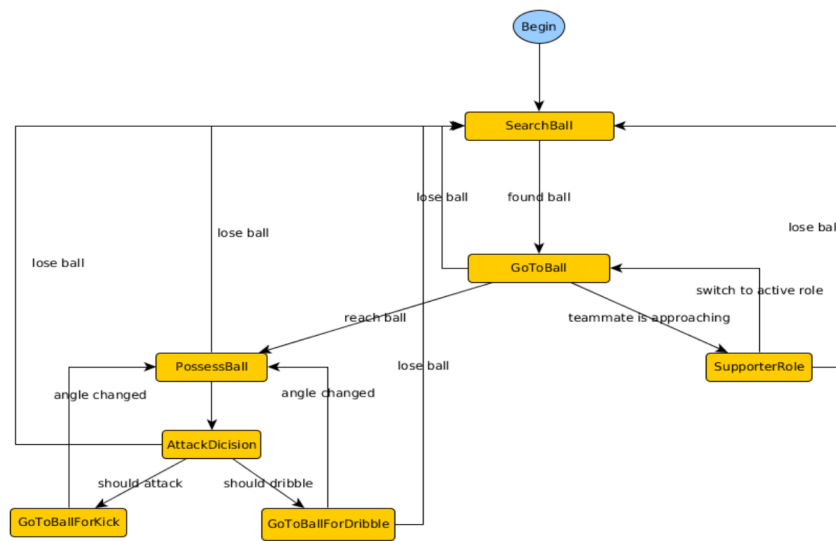 Begin
SearchBall
lose ball
found ball
lose bal
lose ball
lose ball
GoToBall
switch to active role
reach ball
teammate is approaching
PossessBall
lose ball
SupporterRole
angle changed
angle changed
AttackDicision
should attack
should dribble
GoToBallForKick
GoToBallForDribble